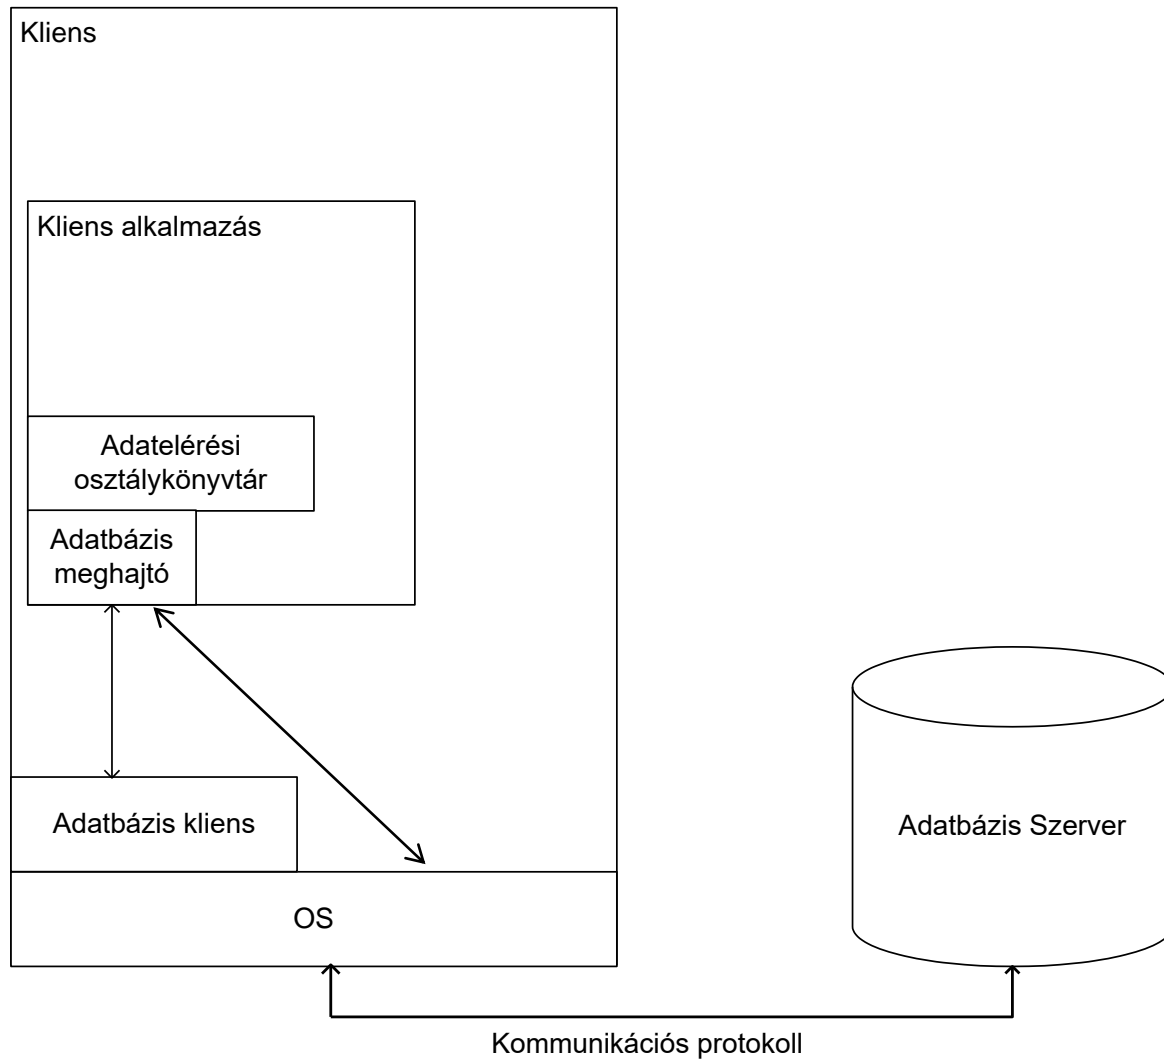 Kliens
Kliens alkalmazás
Adatelérési
osztálykönyvtár
Adatbázis
meghajtó
Adatbázis kliens
Adatbázis Szerver
OS
Kommunikációs protokoll